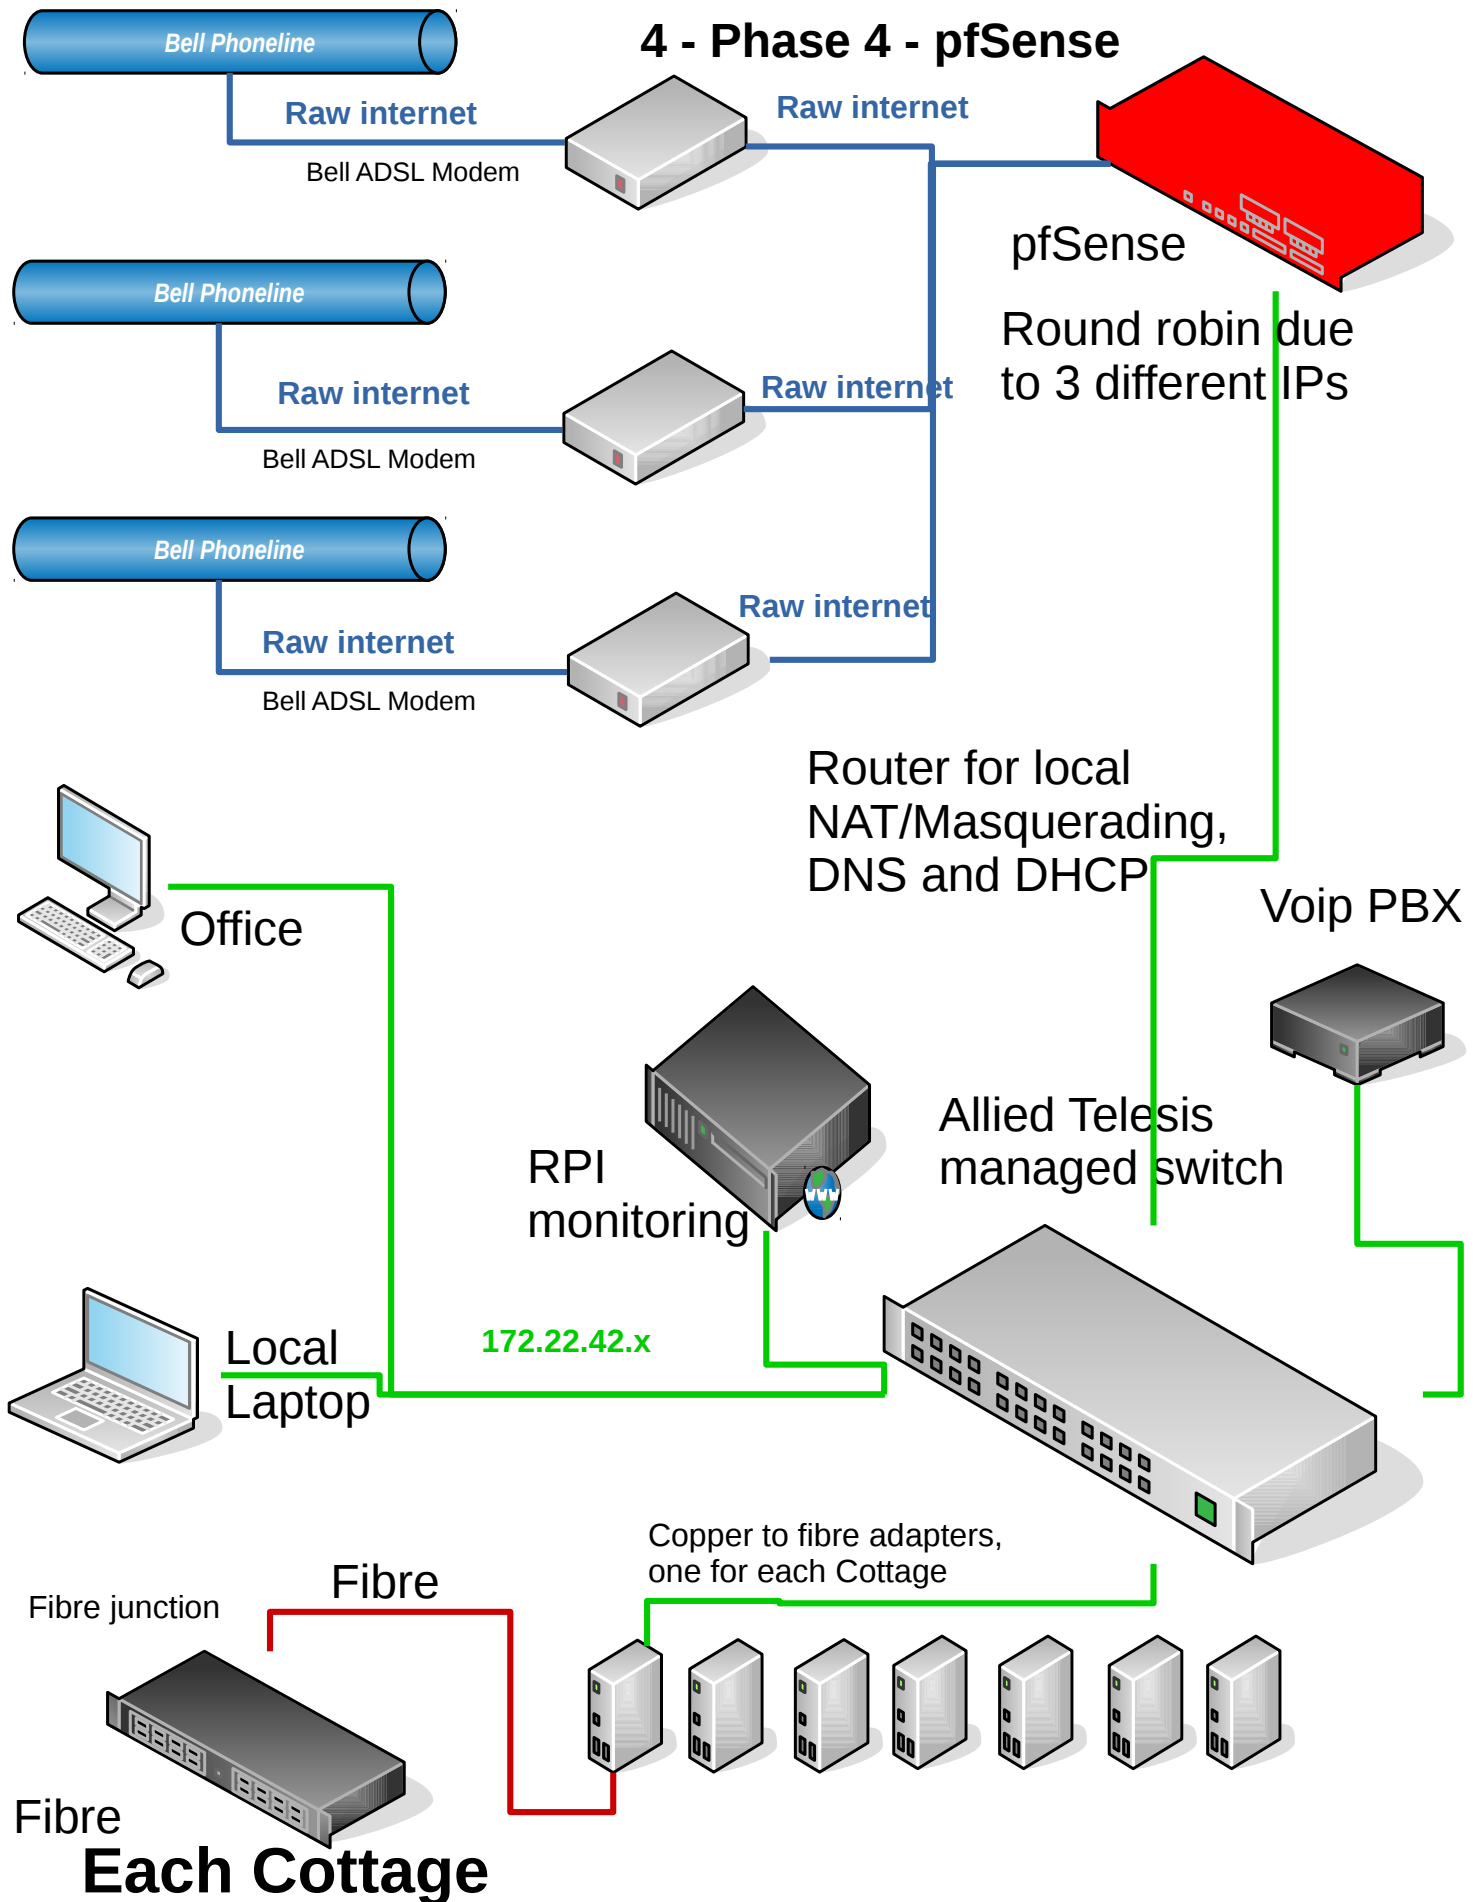 4 - Phase 4 - pfSense
Bell Phoneline
Raw internet
Raw internet
Bell ADSL Modem
pfSense
Bell Phoneline
Round robin due
to 3 different IPs
Raw internet
Raw internet
Bell ADSL Modem
Bell Phoneline
Raw internet
Raw internet
Bell ADSL Modem
Router for local
NAT/Masquerading,
DNS and DHCP
Office
Voip PBX
Allied Telesis
managed switch
RPI
monitoring
172.22.42.x
Local
Laptop
Copper to fibre adapters,
one for each Cottage
Fibre
Fibre junction
Fibre
Each Cottage